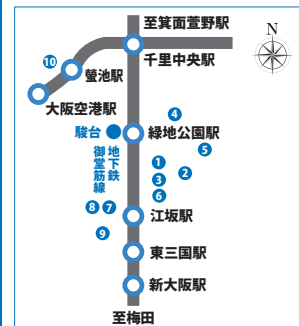 至箕面萱野駅
N
千里中央駅
10
螢池駅
大阪空港駅
4
駿台
緑地公園駅
5
地下鉄
御堂筋線
1
2
3
6
8
7
江坂駅
9
東三国駅
新大阪駅
至梅田